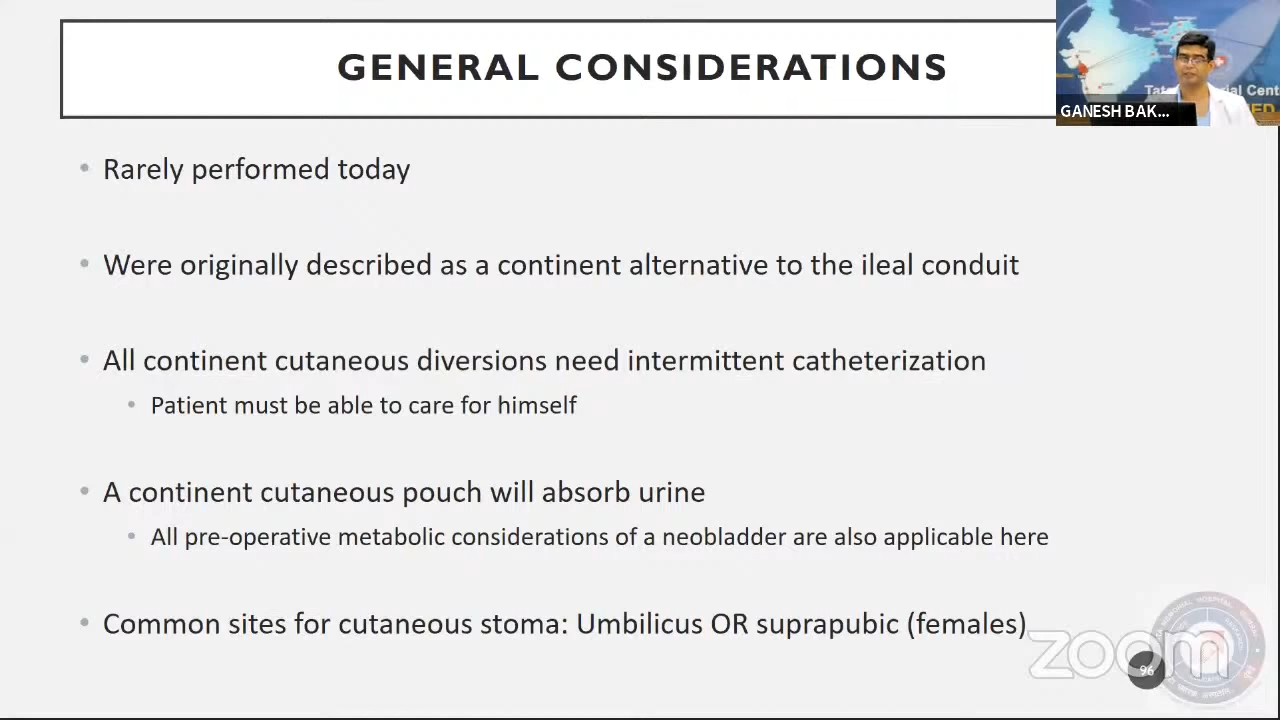 GENERAL CONSIDERATIONS
GANESH BAK...
• Rarely performed today
• Were originally described as a continent alternative to the ileal conduit
• All continent cutaneous diversions need intermittent catheterization
• Patient must be able to care for himself
• A continent cutaneous pouch will absorb urine
• All pre-operative metabolic considerations of a neobladder are also applicable here
• Common sites for cutaneous stoma: Umbilicus OR suprapubic (females)
zoom
96